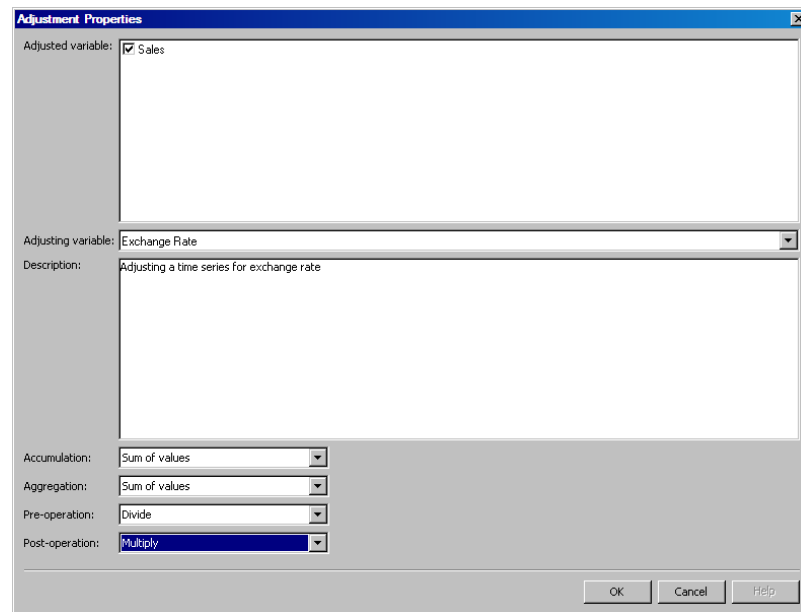 Adjustment Properties
Adjusted variable: Sales
Adjusting variable: Exchange Rate
Description: Adjusting a time series for exchange rate
Accumulation: Sum of values
Aggregation: Sum of values
Pre-operation: Divide
Post-operation: Multiply
OK Cancel Help